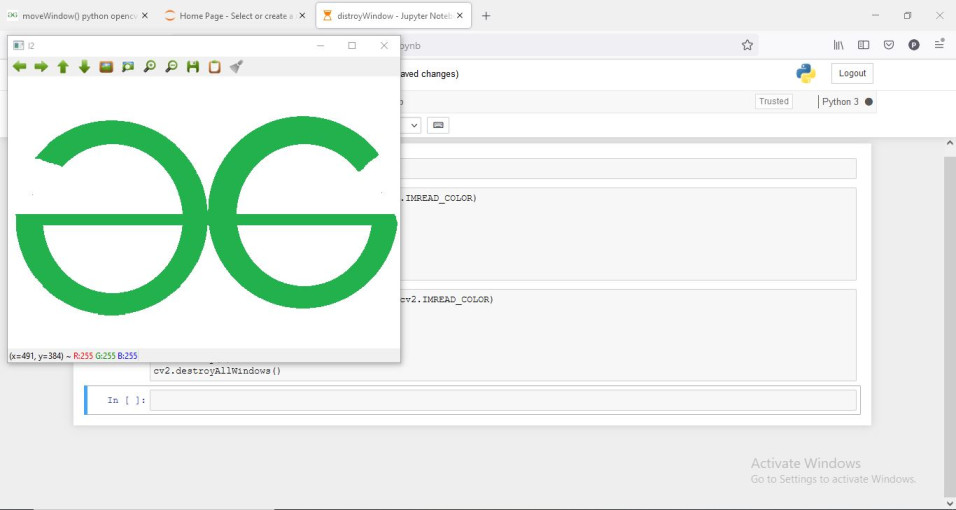 moveWindow() python opencv
Home Page - Select or create a
distroyWindow - Jupyter Noteb
I2
ynb
aved changes)
Logout
Trusted
Python 3
.IMREAD_COLOR)
cv2.IMREAD_COLOR)
cv2.destroyAllWindows()
(x=491, y=384) ~ R:255 G:255 B:255
In [ ]:
Activate Windows
Go to Settings to activate Windows.